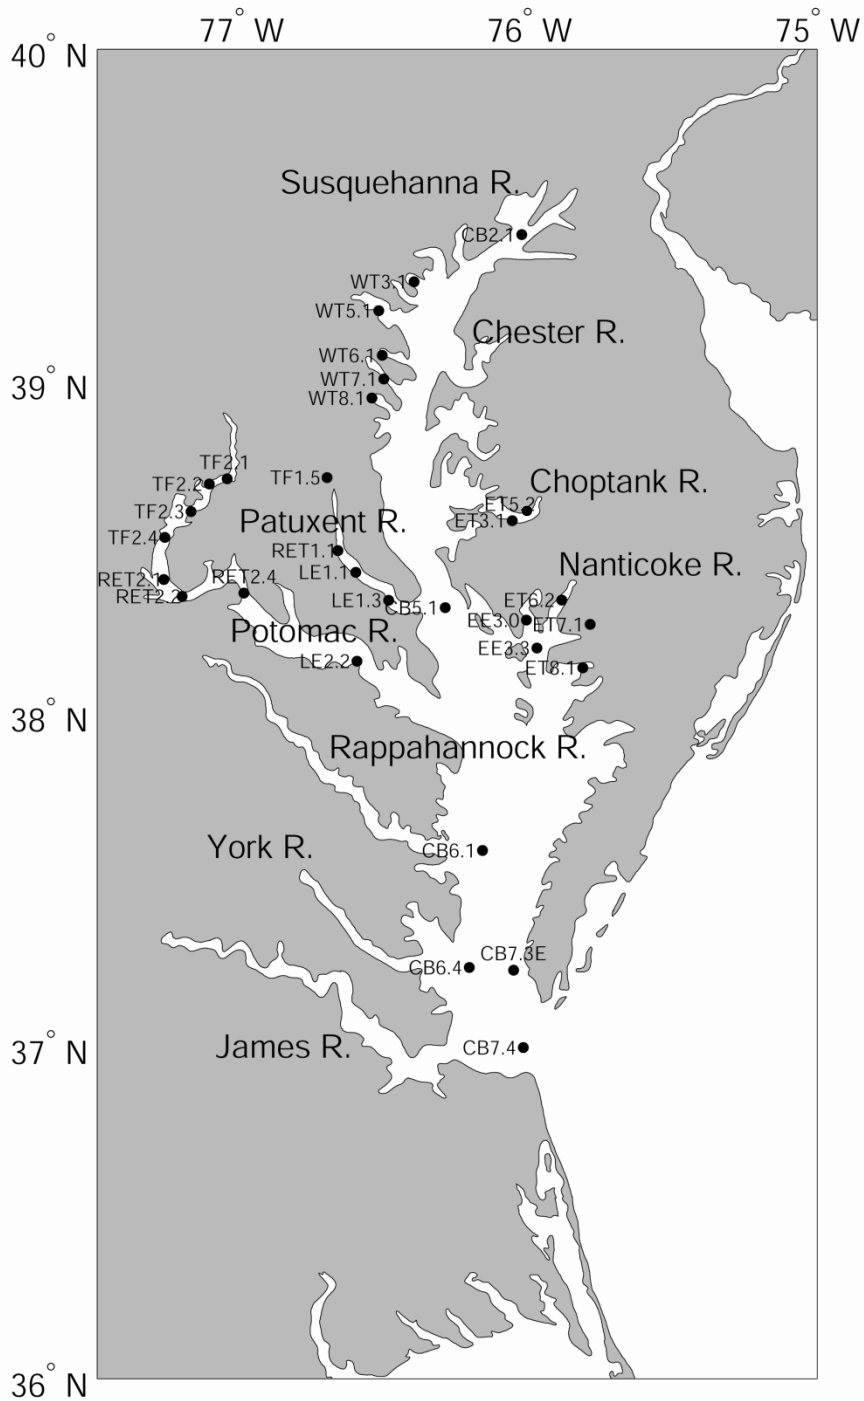 77° W
76° W
75° W
40° N
Susquehanna R.
CB2.1
WT3.1
WT5.1
Chester R.
WT6.1
WT7.1
39° N
WT8.1
TF2.1
TF1.5
TF2.2
Choptank R.
ET5.2
TF2.3
Patuxent R.
ET3.1
TF2.4
RET1.1
Nanticoke R.
LE1.1
RET2.1
RET2.4
RET2.2
LE1.3
CB5.1
ET6.2
EE3.0
ET7.1
Potomac R.
EE3.3
LE2.2
ET8.1
38° N
Rappahannock R.
York R.
CB6.1
CB7.3E
CB6.4
James R.
CB7.4
37° N
36° N